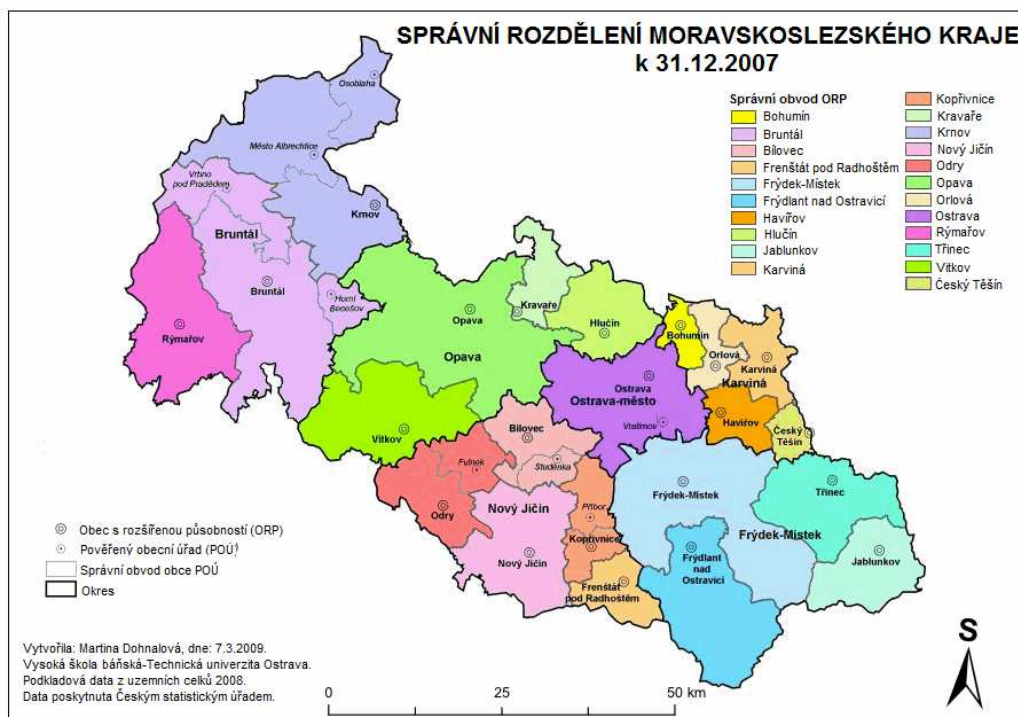 SPRÁVNÍ ROZDĚLENÍ MORAVSKOSLEZSKÉHO KRAJE
k 31.12.2007
Správní obvod ORP
Bohumín
Bruntál
Bílovec
Frenštát pod Radhoštěm
Frýdek-Místek
Frýdlant nad Ostravicí
Havířov
Hlučín
Jablunkov
Karviná
Kopřivnice
Kravaře
Krnov
Nový Jičín
Odry
Opava
Orlová
Ostrava
Rýmařov
Třinec
Vítkov
Český Těšín
Osoblaha
Město Albrechtice
Vrbno
pod Pradědem
Krnov
Bruntál
Bruntál
Horní
Benešov
Rýmařov
Opava
Opava
Kravaře
Hlučín
Bohumín
Orlová
Karviná
Karviná
Ostrava
Ostrava-město
Vratimov
Havířov
Český
Těšín
Vítkov
Bílovec
Studénka
Fulnek
Odry
Nový Jičín
Nový Jičín
Příbor
Kopřivnice
Frenštát
pod Radhoštěm
Frýdek-Místek
Frýdek-Místek
Frýdlant
nad
Ostravicí
Třinec
Jablunkov
Obec s rozšířenou působností (ORP)
Pověřený obecní úřad (POÚ)
Správní obvod obce POÚ
Okres
Vytvořila: Martina Dohnalová, dne: 7.3.2009.
Vysoká škola báňská-Technická univerzita Ostrava.
Podkladová data z uzemních celků 2008.
Data poskytnuta Českým statistickým úřadem.
0 25 50 km
S